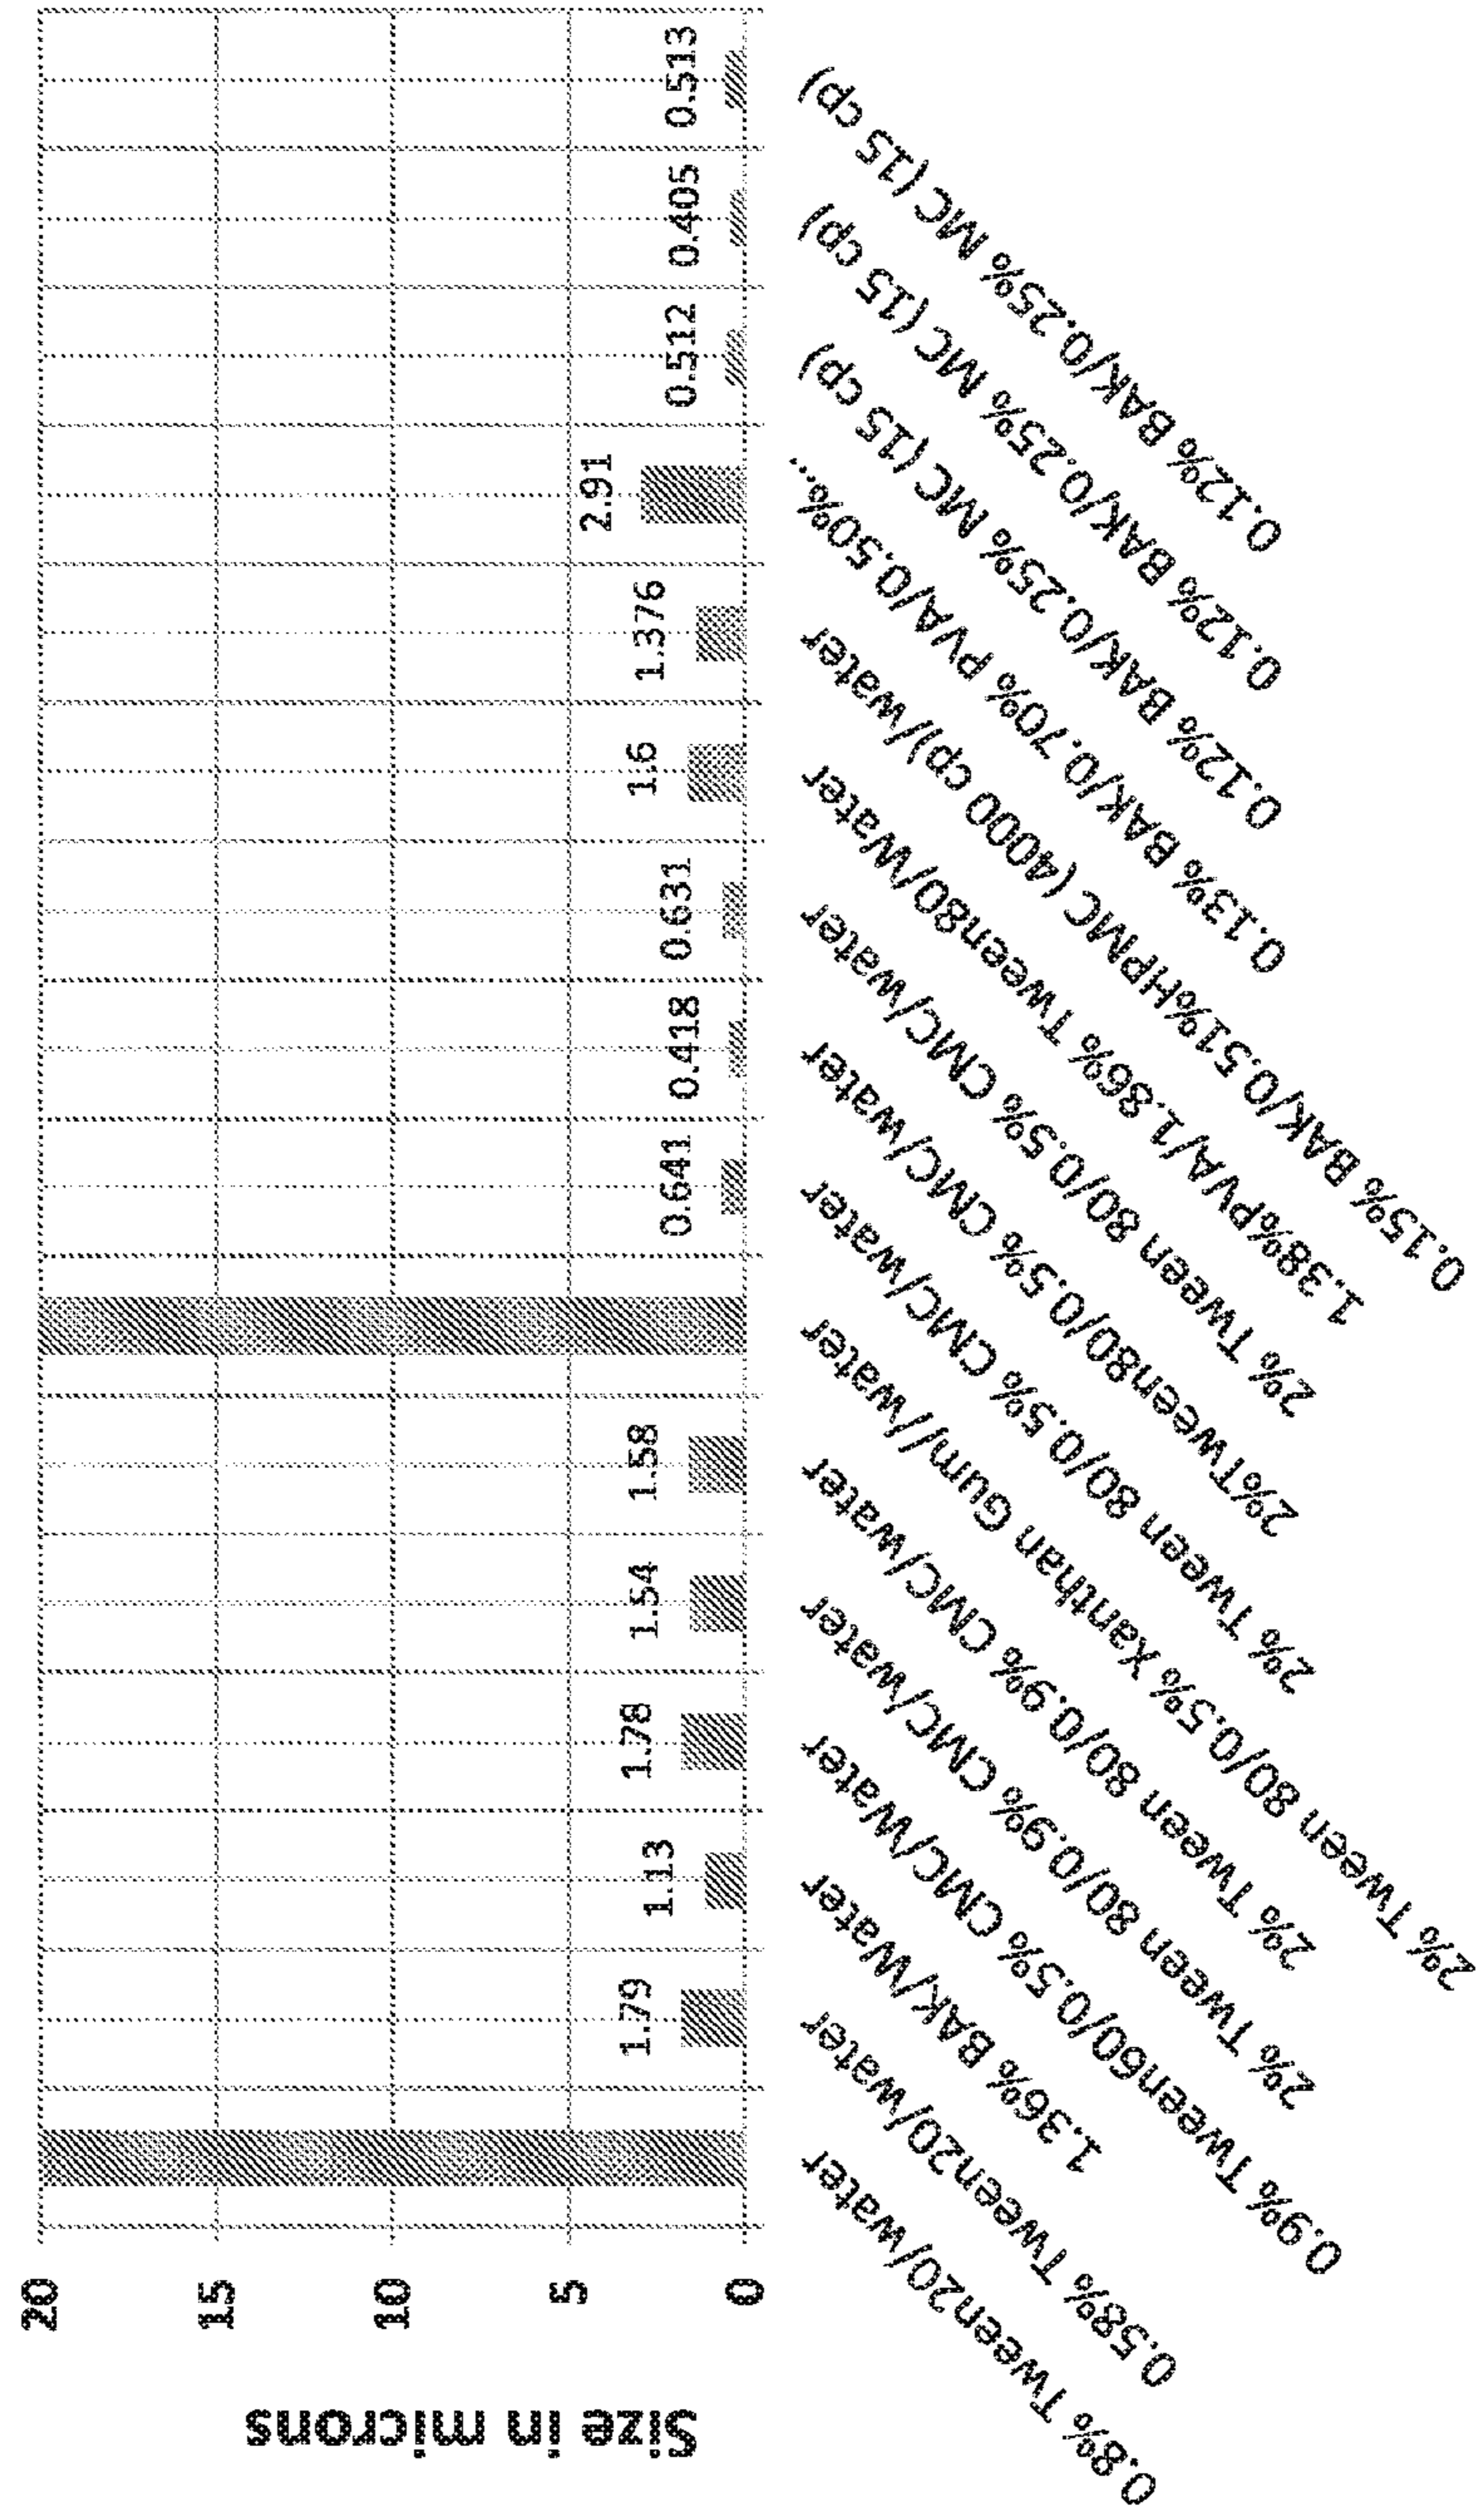 Size in microns
20
15
10
5
0
1.79
1.13
1.78
1.54
1.58
0.641
0.418
0.631
1.6
1.376
2.91
0.512
0.405
0.513
0.8% Tween20/water
0.58% Tween20/water
1.36% BAK/Water
0.9% Tween60/0.5% CMC/Water
2% Tween 80/0.9% CMC/water
2% Tween 80/0.9% CMC/water
2% Tween 80/0.5% Xanthan Gum//water
2% Tween 80/0.5% CMC/water
2%Tween80/0.5% CMC/water
2% Tween 80/0.5% CMC/water
1.38%PVA/1.86% Tween80/Water
0.15% BAK/0.51%HPMC (4000 cp)/water
0.13% BAK/0.70% PVA/0.50%...
0.12% BAK/0.25% MC (15 cp)
0.12% BAK/0.25% MC (15 cp)
0.12% BAK/0.25% MC (15 cp)